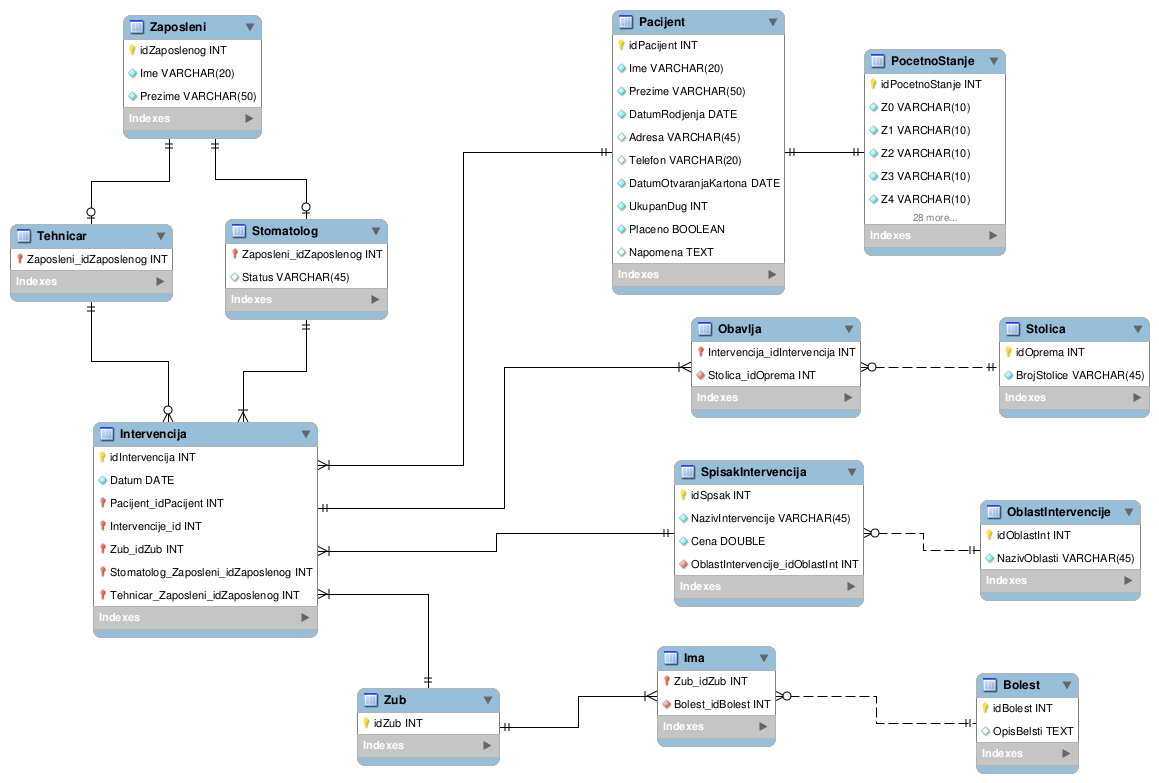 Zaposleni
idZaposlenog INT
Ime VARCHAR(20)
Prezime VARCHAR(50)
Indexes
Pacijent
idPacijent INT
Ime VARCHAR(20)
Prezime VARCHAR(50)
DatumRodjenja DATE
Adresa VARCHAR(45)
Telefon VARCHAR(20)
DatumOtvaranjaKartona DATE
UkupanDug INT
Placeno BOOLEAN
Napomena TEXT
Indexes
PocetnoStanje
idPocetnoStanje INT
Z0 VARCHAR(10)
Z1 VARCHAR(10)
Z2 VARCHAR(10)
Z3 VARCHAR(10)
Z4 VARCHAR(10)
28 more...
Indexes
Tehnicar
Zaposleni_idZaposlenog INT
Indexes
Stomatolog
Zaposleni_idZaposlenog INT
Status VARCHAR(45)
Indexes
Obavlja
Intervencija_idIntervencija INT
Stolica_idOprema INT
Indexes
Stolica
idOprema INT
BrojStolice VARCHAR(45)
Indexes
Intervencija
idIntervencija INT
Datum DATE
Pacijent_idPacijent INT
Intervencije_id INT
Zub_idZub INT
Stomatolog_Zaposleni_idZaposlenog INT
Tehnicar_Zaposleni_idZaposlenog INT
Indexes
SpisakIntervencija
idSpsak INT
NazivIntervencije VARCHAR(45)
Cena DOUBLE
OblastIntervencije_idOblastInt INT
Indexes
OblastIntervencije
idOblastInt INT
NazivOblasti VARCHAR(45)
Indexes
Zub
idZub INT
Indexes
Ima
Zub_idZub INT
Bolest_idBolest INT
Indexes
Bolest
idBolest INT
OpisBelsti TEXT
Indexes